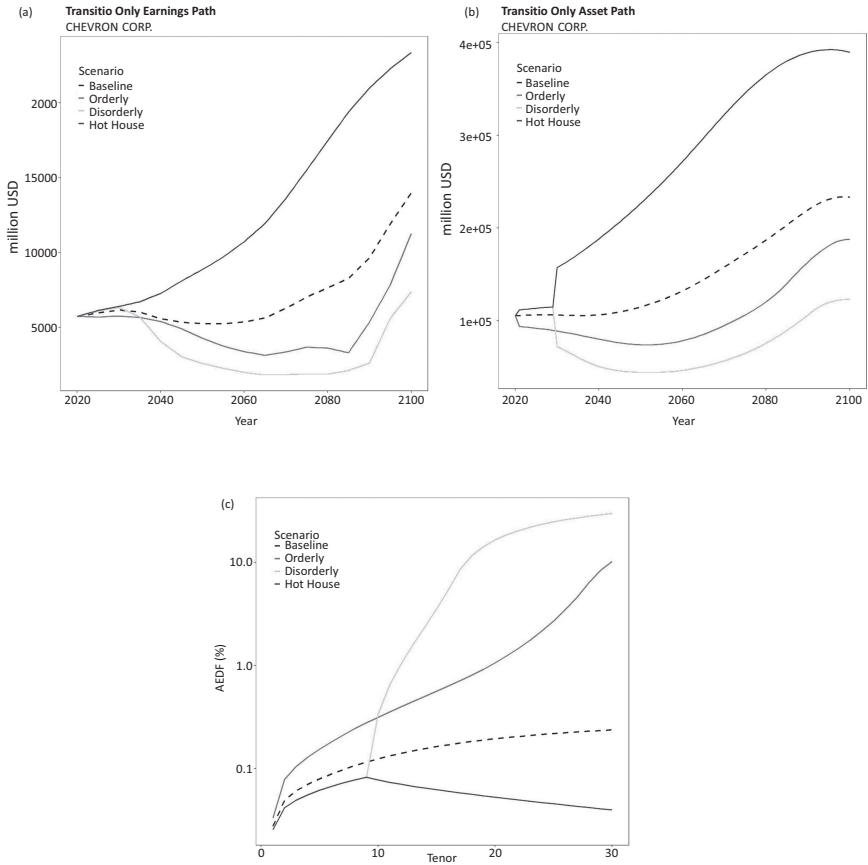 (a)
Transitio Only Earnings Path
CHEVRON CORP.
Scenario
Baseline
Orderly
Disorderly
Hot House
2000
15000
10000
5000
million USD
2020
2040
2060
2080
2100
Year
(b)
Transitio Only Asset Path
CHEVRON CORP.
4e+05
Scenario
Baseline
Orderly
Disorderly
Hot House
3e+05
2e+05
1e+05
million USD
2020
2040
2060
2080
2100
Year
(c)
Scenario
Baseline
Orderly
Disorderly
Hot House
10.0
1.0
0.1
AEDF (%)
0
10
20
30
Tenor